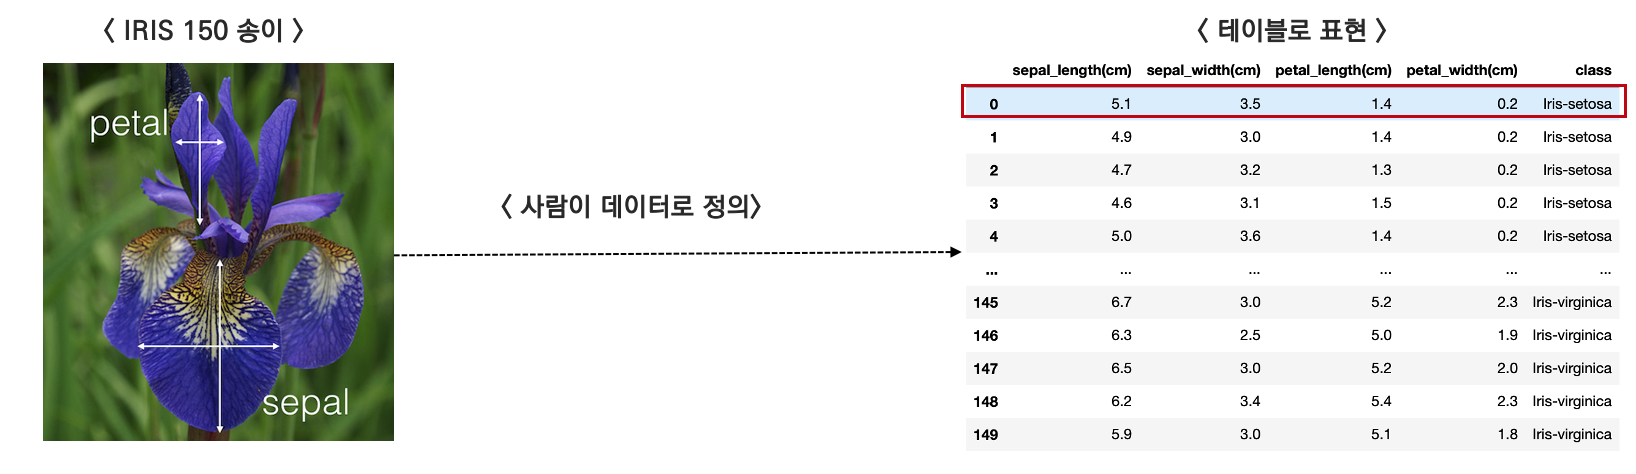 < IRIS 150 송이 >
petal
sepal
< 사람이 데이터로 정의>
< 테이블로 표현 >
sepal_length(cm) sepal_width(cm) petal_length(cm) petal_width(cm) class
0 5.1 3.5 1.4 0.2 Iris-setosa
1 4.9 3.0 1.4 0.2 Iris-setosa
2 4.7 3.2 1.3 0.2 Iris-setosa
3 4.6 3.1 1.5 0.2 Iris-setosa
4 5.0 3.6 1.4 0.2 Iris-setosa
... ... ... ... ... ...
145 6.7 3.0 5.2 2.3 Iris-virginica
146 6.3 2.5 5.0 1.9 Iris-virginica
147 6.5 3.0 5.2 2.0 Iris-virginica
148 6.2 3.4 5.4 2.3 Iris-virginica
149 5.9 3.0 5.1 1.8 Iris-virginica